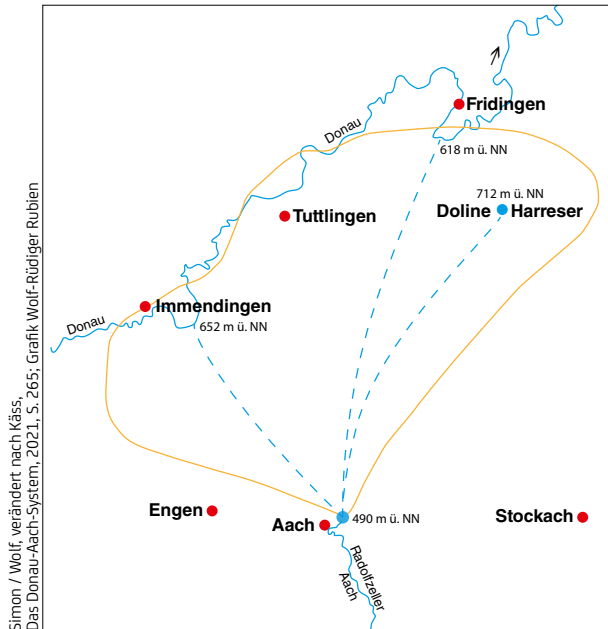 Fridingen
Donau
618 m ü. NN
712 m ü. NN
Doline Harreser
Tuttlingen
Immendingen
Donau
652 m ü. NN
Engen
Aach
490 m ü. NN
Stockach
Radolfzeller
Aach
Simon / Wolf, verändert nach Käss,
Das Donau-Aach-System, 2021, S. 265; Grafik Wolf-Rüdiger Rubien